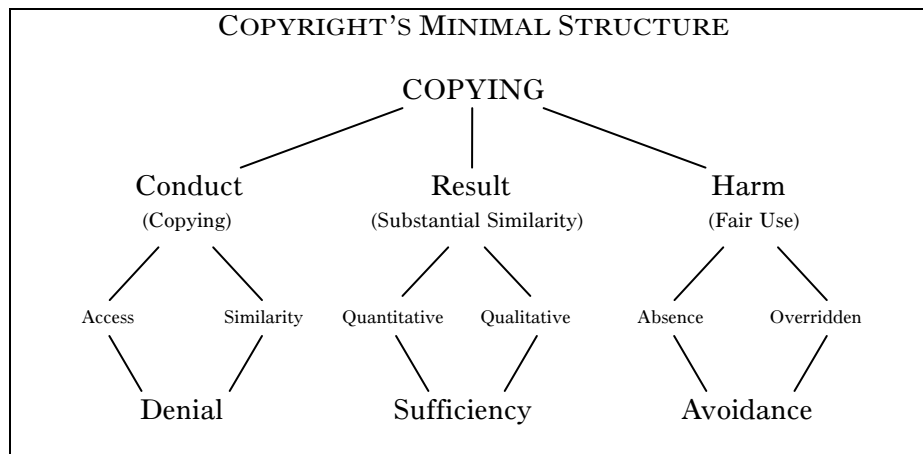 COPYRIGHT'S MINIMAL STRUCTURE
COPYING
Conduct Result Harm
(Copying) (Substantial Similarity) (Fair Use)
Access Similarity Quantitative Qualitative Absence Overridden
Denial Sufficiency Avoidance